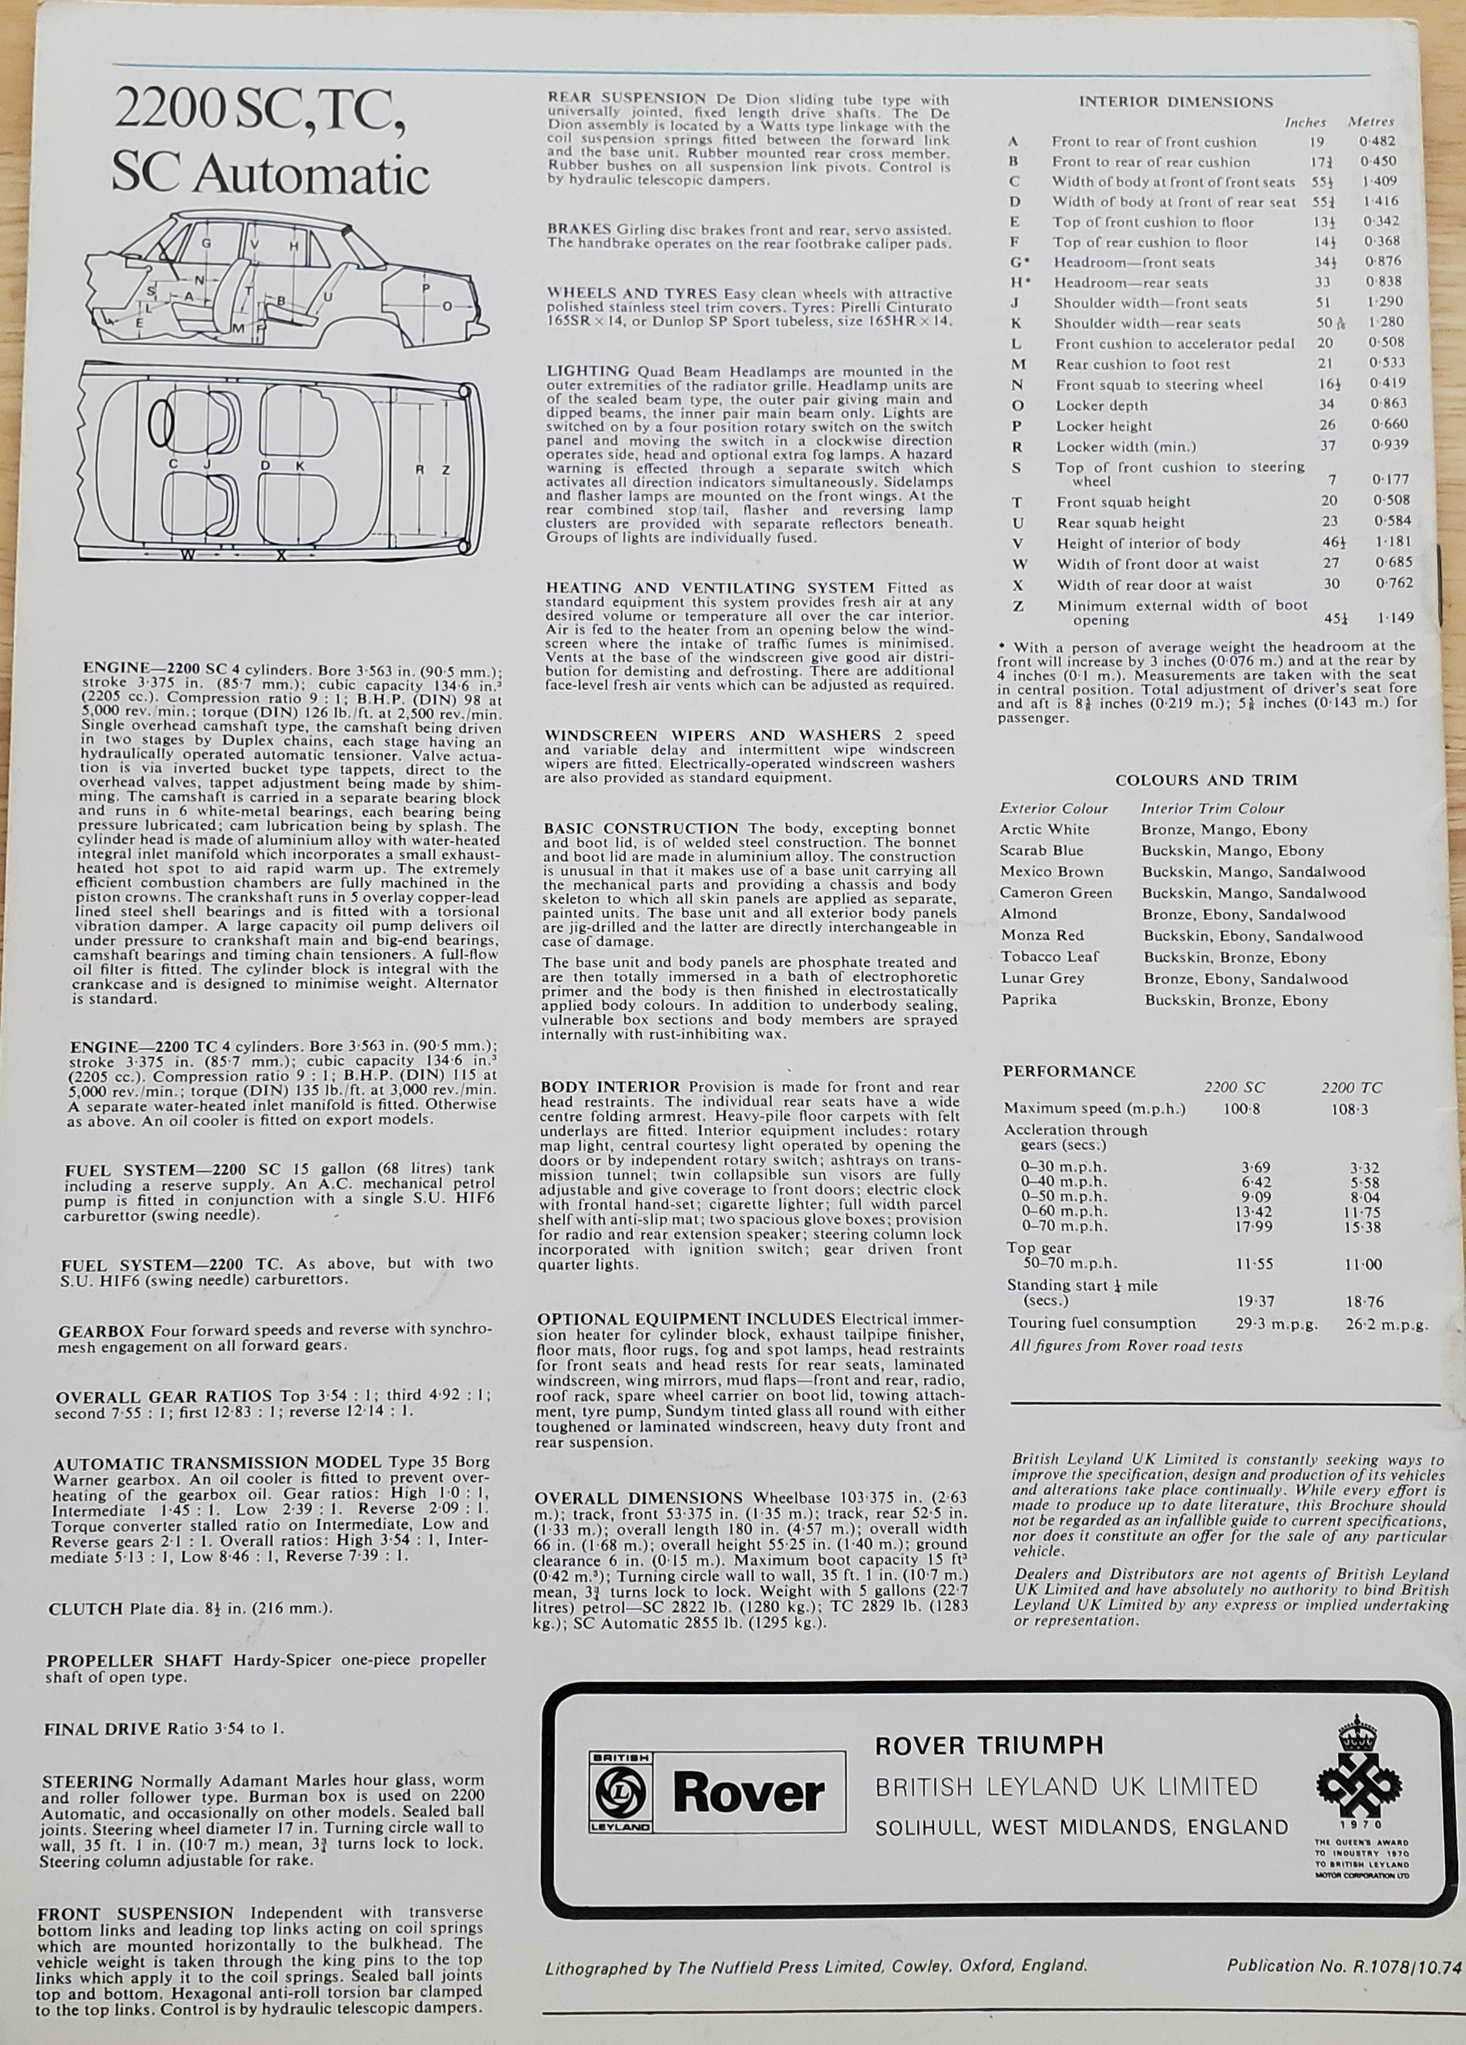 2200 SC, TC,
SC Automatic
G V H
S N A T B U P O
L E M F
C J D K R Z
W X
ENGINE—2200 SC 4 cylinders. Bore 3·563 in. (90·5 mm.);
stroke 3·375 in. (85·7 mm.); cubic capacity 134·6 in.³
(2205 cc.). Compression ratio 9 : 1; B.H.P. (DIN) 98 at
5,000 rev./min.; torque (DIN) 126 lb./ft. at 2,500 rev./min.
Single overhead camshaft type, the camshaft being driven
in two stages by Duplex chains, each stage having an
hydraulically operated automatic tensioner. Valve actua-
tion is via inverted bucket type tappets, direct to the
overhead valves, tappet adjustment being made by shim-
ming. The camshaft is carried in a separate bearing block
and runs in 6 white-metal bearings, each bearing being
pressure lubricated; cam lubrication being by splash. The
cylinder head is made of aluminium alloy with water-heated
integral inlet manifold which incorporates a small exhaust-
heated hot spot to aid rapid warm up. The extremely
efficient combustion chambers are fully machined in the
piston crowns. The crankshaft runs in 5 overlay copper-lead
lined steel shell bearings and is fitted with a torsional
vibration damper. A large capacity oil pump delivers oil
under pressure to crankshaft main and big-end bearings,
camshaft bearings and timing chain tensioners. A full-flow
oil filter is fitted. The cylinder block is integral with the
crankcase and is designed to minimise weight. Alternator
is standard.
ENGINE—2200 TC 4 cylinders. Bore 3·563 in. (90·5 mm.);
stroke 3·375 in. (85·7 mm.); cubic capacity 134·6 in.³
(2205 cc.). Compression ratio 9 : 1; B.H.P. (DIN) 115 at
5,000 rev./min.; torque (DIN) 135 lb./ft. at 3,000 rev./min.
A separate water-heated inlet manifold is fitted. Otherwise
as above. An oil cooler is fitted on export models.
FUEL SYSTEM—2200 SC 15 gallon (68 litres) tank
including a reserve supply. An A.C. mechanical petrol
pump is fitted in conjunction with a single S.U. HIF6
carburettor (swing needle).
FUEL SYSTEM—2200 TC. As above, but with two
S.U. HIF6 (swing needle) carburettors.
GEARBOX Four forward speeds and reverse with synchro-
mesh engagement on all forward gears.
OVERALL GEAR RATIOS Top 3·54 : 1; third 4·92 : 1;
second 7·55 : 1; first 12·83 : 1; reverse 12·14 : 1.
AUTOMATIC TRANSMISSION MODEL Type 35 Borg
Warner gearbox. An oil cooler is fitted to prevent over-
heating of the gearbox oil. Gear ratios: High 1·0 : 1,
Intermediate 1·45 : 1. Low 2·39 : 1. Reverse 2·09 : 1.
Torque converter stalled ratio on Intermediate, Low and
Reverse gears 2·1 : 1. Overall ratios: High 3·54 : 1, Inter-
mediate 5·13 : 1, Low 8·46 : 1, Reverse 7·39 : 1.
CLUTCH Plate dia. 8½ in. (216 mm.).
PROPELLER SHAFT Hardy-Spicer one-piece propeller
shaft of open type.
FINAL DRIVE Ratio 3·54 to 1.
STEERING Normally Adamant Marles hour glass, worm
and roller follower type. Burman box is used on 2200
Automatic, and occasionally on other models. Sealed ball
joints. Steering wheel diameter 17 in. Turning circle wall to
wall, 35 ft. 1 in. (10·7 m.) mean, 3¾ turns lock to lock.
Steering column adjustable for rake.
FRONT SUSPENSION Independent with transverse
bottom links and leading top links acting on coil springs
which are mounted horizontally to the bulkhead. The
vehicle weight is taken through the king pins to the top
links which apply it to the coil springs. Sealed ball joints
top and bottom. Hexagonal anti-roll torsion bar clamped
to the top links. Control is by hydraulic telescopic dampers.
REAR SUSPENSION De Dion sliding tube type with
universally jointed, fixed length drive shafts. The De
Dion assembly is located by a Watts type linkage with the
coil suspension springs fitted between the forward link
and the base unit. Rubber mounted rear cross member.
Rubber bushes on all suspension link pivots. Control is
by hydraulic telescopic dampers.
BRAKES Girling disc brakes front and rear, servo assisted.
The handbrake operates on the rear footbrake caliper pads.
WHEELS AND TYRES Easy clean wheels with attractive
polished stainless steel trim covers. Tyres: Pirelli Cinturato
165SR × 14, or Dunlop SP Sport tubeless, size 165HR × 14.
LIGHTING Quad Beam Headlamps are mounted in the
outer extremities of the radiator grille. Headlamp units are
of the sealed beam type, the outer pair giving main and
dipped beams, the inner pair main beam only. Lights are
switched on by a four position rotary switch on the switch
panel and moving the switch in a clockwise direction
operates side, head and optional extra fog lamps. A hazard
warning is effected through a separate switch which
activates all direction indicators simultaneously. Sidelamps
and flasher lamps are mounted on the front wings. At the
rear combined stop/tail, flasher and reversing lamp
clusters are provided with separate reflectors beneath.
Groups of lights are individually fused.
HEATING AND VENTILATING SYSTEM Fitted as
standard equipment this system provides fresh air at any
desired volume or temperature all over the car interior.
Air is fed to the heater from an opening below the wind-
screen where the intake of traffic fumes is minimised.
Vents at the base of the windscreen give good air distri-
bution for demisting and defrosting. There are additional
face-level fresh air vents which can be adjusted as required.
WINDSCREEN WIPERS AND WASHERS 2 speed
and variable delay and intermittent wipe windscreen
wipers are fitted. Electrically-operated windscreen washers
are also provided as standard equipment.
BASIC CONSTRUCTION The body, excepting bonnet
and boot lid, is of welded steel construction. The bonnet
and boot lid are made in aluminium alloy. The construction
is unusual in that it makes use of a base unit carrying all
the mechanical parts and providing a chassis and body
skeleton to which all skin panels are applied as separate,
painted units. The base unit and all exterior body panels
are jig-drilled and the latter are directly interchangeable in
case of damage.
The base unit and body panels are phosphate treated and
are then totally immersed in a bath of electrophoretic
primer and the body is then finished in electrostatically
applied body colours. In addition to underbody sealing,
vulnerable box sections and body members are sprayed
internally with rust-inhibiting wax.
BODY INTERIOR Provision is made for front and rear
head restraints. The individual rear seats have a wide
centre folding armrest. Heavy-pile floor carpets with felt
underlays are fitted. Interior equipment includes: rotary
map light, central courtesy light operated by opening the
doors or by independent rotary switch; ashtrays on trans-
mission tunnel; twin collapsible sun visors are fully
adjustable and give coverage to front doors; electric clock
with frontal hand-set; cigarette lighter; full width parcel
shelf with anti-slip mat; two spacious glove boxes; provision
for radio and rear extension speaker; steering column lock
incorporated with ignition switch; gear driven front
quarter lights.
OPTIONAL EQUIPMENT INCLUDES Electrical immer-
sion heater for cylinder block, exhaust tailpipe finisher,
floor mats, floor rugs, fog and spot lamps, head restraints
for front seats and head rests for rear seats, laminated
windscreen, wing mirrors, mud flaps—front and rear, radio,
roof rack, spare wheel carrier on boot lid, towing attach-
ment, tyre pump, Sundym tinted glass all round with either
toughened or laminated windscreen, heavy duty front and
rear suspension.
OVERALL DIMENSIONS Wheelbase 103·375 in. (2·63
m.); track, front 53·375 in. (1·35 m.); track, rear 52·5 in.
(1·33 m.); overall length 180 in. (4·57 m.); overall width
66 in. (1·68 m.); overall height 55·25 in. (1·40 m.); ground
clearance 6 in. (0·15 m.). Maximum boot capacity 15 ft³
(0·42 m.³); Turning circle wall to wall, 35 ft. 1 in. (10·7 m.)
mean, 3¾ turns lock to lock. Weight with 5 gallons (22·7
litres) petrol—SC 2822 lb. (1280 kg.); TC 2829 lb. (1283
kg.); SC Automatic 2855 lb. (1295 kg.).
INTERIOR DIMENSIONS
Inches Metres
A Front to rear of front cushion 19 0·482
B Front to rear of rear cushion 17¾ 0·450
C Width of body at front of front seats 55½ 1·409
D Width of body at front of rear seat 55¾ 1·416
E Top of front cushion to floor 13½ 0·342
F Top of rear cushion to floor 14½ 0·368
G* Headroom—front seats 34½ 0·876
H* Headroom—rear seats 33 0·838
J Shoulder width—front seats 51 1·290
K Shoulder width—rear seats 50 1·280
L Front cushion to accelerator pedal 20 0·508
M Rear cushion to foot rest 21 0·533
N Front squab to steering wheel 16½ 0·419
O Locker depth 34 0·863
P Locker height 26 0·660
R Locker width (min.) 37 0·939
S Top of front cushion to steering
wheel 7 0·177
T Front squab height 20 0·508
U Rear squab height 23 0·584
V Height of interior of body 46½ 1·181
W Width of front door at waist 27 0·685
X Width of rear door at waist 30 0·762
Z Minimum external width of boot
opening 45¼ 1·149
* With a person of average weight the headroom at the
front will increase by 3 inches (0·076 m.) and at the rear by
4 inches (0·1 m.). Measurements are taken with the seat
in central position. Total adjustment of driver's seat fore
and aft is 8⅝ inches (0·219 m.); 5⅝ inches (0·143 m.) for
passenger.
COLOURS AND TRIM
Exterior Colour Interior Trim Colour
Arctic White Bronze, Mango, Ebony
Scarab Blue Buckskin, Mango, Ebony
Mexico Brown Buckskin, Mango, Sandalwood
Cameron Green Buckskin, Mango, Sandalwood
Almond Bronze, Ebony, Sandalwood
Monza Red Buckskin, Ebony, Sandalwood
Tobacco Leaf Buckskin, Bronze, Ebony
Lunar Grey Bronze, Ebony, Sandalwood
Paprika Buckskin, Bronze, Ebony
PERFORMANCE
2200 SC 2200 TC
Maximum speed (m.p.h.) 100·8 108·3
Accleration through
gears (secs.)
0–30 m.p.h. 3·69 3·32
0–40 m.p.h. 6·42 5·58
0–50 m.p.h. 9·09 8·04
0–60 m.p.h. 13·42 11·75
0–70 m.p.h. 17·99 15·38
Top gear
50–70 m.p.h. 11·55 11·00
Standing start ¼ mile
(secs.) 19·37 18·76
Touring fuel consumption 29·3 m.p.g. 26·2 m.p.g.
All figures from Rover road tests
British Leyland UK Limited is constantly seeking ways to
improve the specification, design and production of its vehicles
and alterations take place continually. While every effort is
made to produce up to date literature, this Brochure should
not be regarded as an infallible guide to current specifications,
nor does it constitute an offer for the sale of any particular
vehicle.
Dealers and Distributors are not agents of British Leyland
UK Limited and have absolutely no authority to bind British
Leyland UK Limited by any express or implied undertaking
or representation.
BRITISH
L
LEYLAND
Rover
ROVER TRIUMPH
BRITISH LEYLAND UK LIMITED
SOLIHULL, WEST MIDLANDS, ENGLAND
1970
THE QUEEN'S AWARD
TO INDUSTRY 1970
TO BRITISH LEYLAND
MOTOR CORPORATION LTD
Lithographed by The Nuffield Press Limited, Cowley, Oxford, England.
Publication No. R.1078/10.74